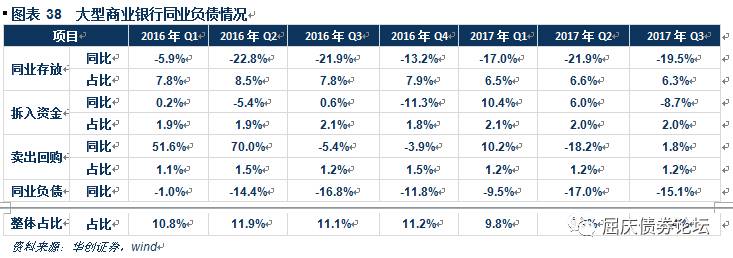 图表 38 大型商业银行同业负债情况
项目 2016 年 Q1 2016 年 Q2 2016 年 Q3 2016 年 Q4 2017 年 Q1 2017 年 Q2 2017 年 Q3
同业存放 同比 -5.9% -22.8% -21.9% -13.2% -17.0% -21.9% -19.5%
占比 7.8% 8.5% 7.8% 7.9% 6.5% 6.6% 6.3%
拆入资金 同比 0.2% -5.4% 0.6% -11.3% 10.4% 6.0% -8.7%
占比 1.9% 1.9% 2.1% 1.8% 2.1% 2.0% 2.0%
卖出回购 同比 51.6% 70.0% -5.4% -3.9% 10.2% -18.2% 1.8%
占比 1.1% 1.5% 1.2% 1.5% 1.2% 1.2% 1.2%
同业负债 同比 -1.0% -14.4% -16.8% -11.8% -9.5% -17.0% -15.1%
整体占比 占比 10.8% 11.9% 11.1% 11.2% 9.8%
屈庆债券论坛
资料来源：华创证券，wind